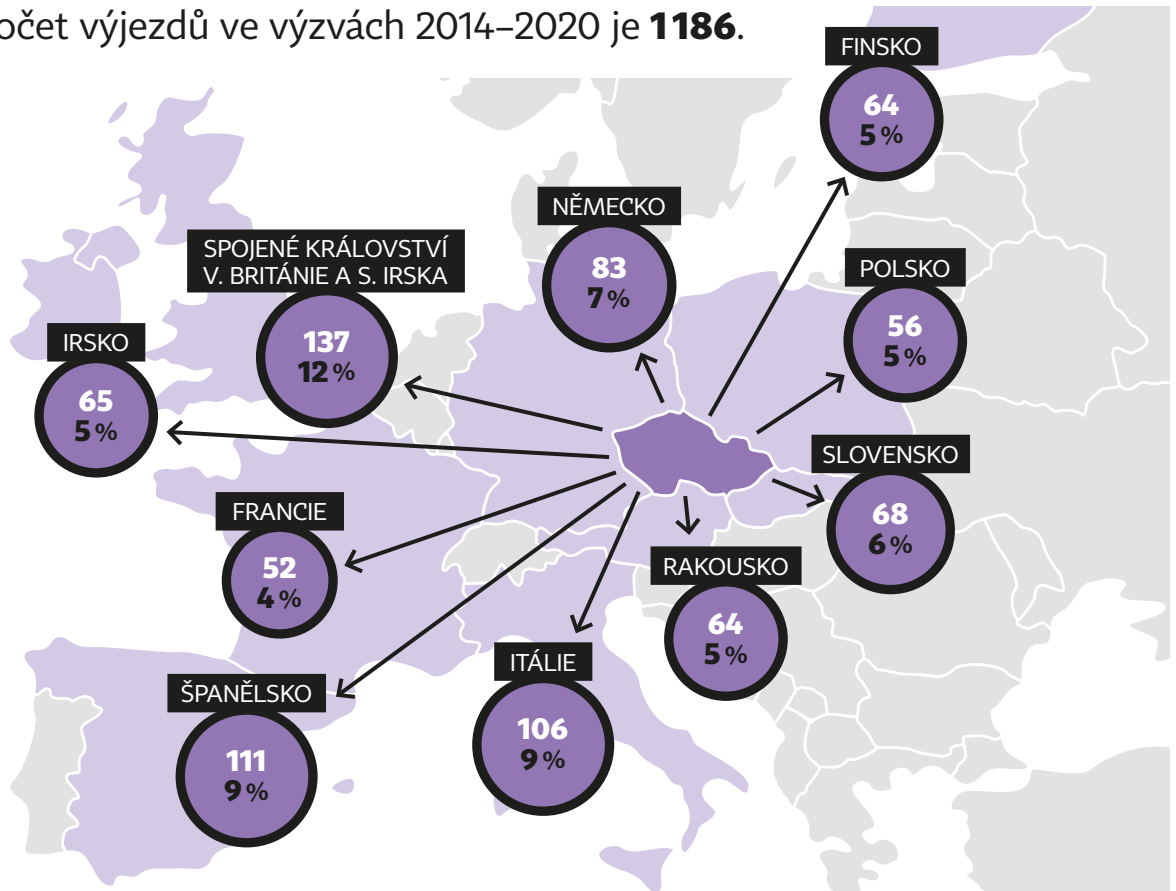 očet výjezdů ve výzvách 2014–2020 je 1186.
FINSKO
64
5 %
NĚMECKO
83
7 %
SPOJENÉ KRÁLOVSTVÍ
V. BRITÁNIE A S. IRSKA
137
12 %
POLSKO
56
5 %
IRSKO
65
5 %
SLOVENSKO
68
6 %
FRANCIE
52
4 %
RAKOUSKO
64
5 %
ITÁLIE
106
9 %
ŠPANĚLSKO
111
9 %